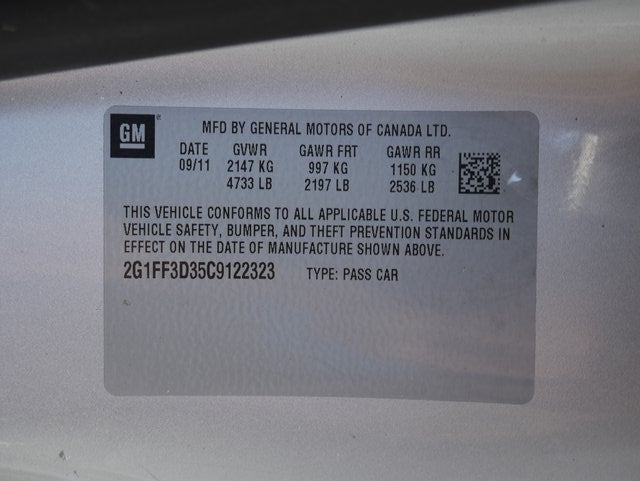 GM
MFD BY GENERAL MOTORS OF CANADA LTD.
DATE GVWR GAWR FRT GAWR RR
09/11 2147 KG 997 KG 1150 KG
4733 LB 2197 LB 2536 LB
THIS VEHICLE CONFORMS TO ALL APPLICABLE U.S. FEDERAL MOTOR
VEHICLE SAFETY, BUMPER, AND THEFT PREVENTION STANDARDS IN
EFFECT ON THE DATE OF MANUFACTURE SHOWN ABOVE.
2G1FF3D35C9122323 TYPE: PASS CAR